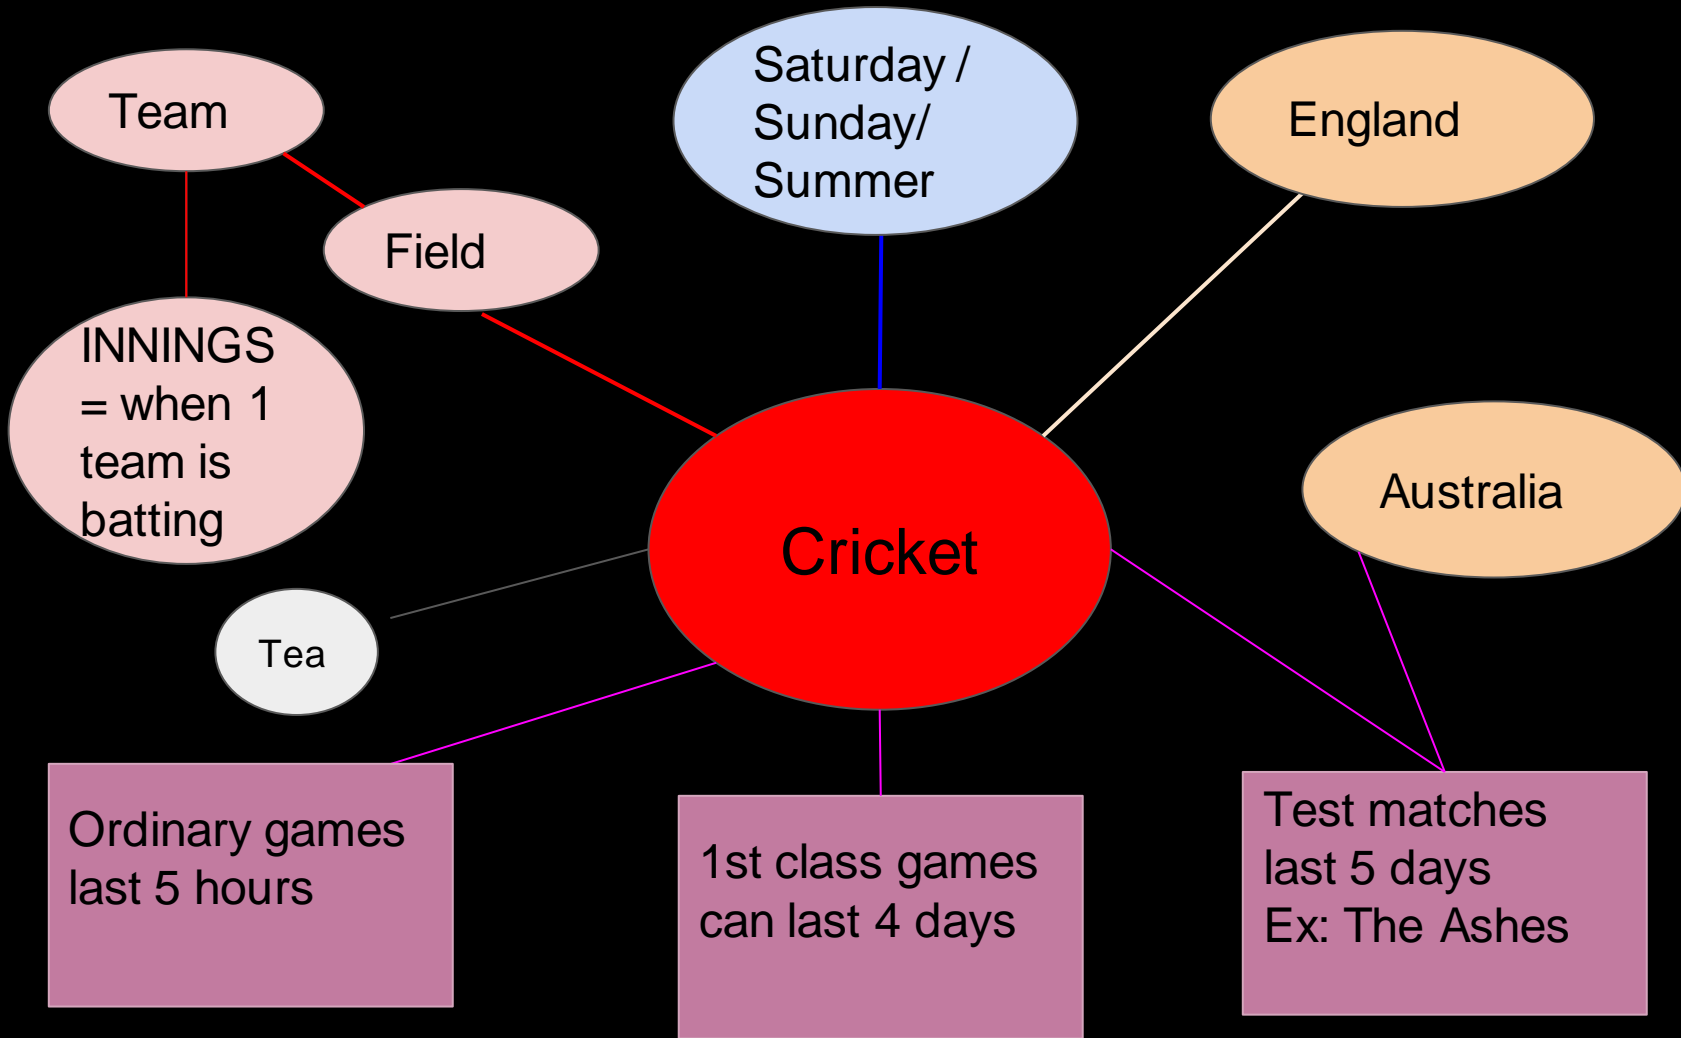 Team
Saturday /
Sunday/
Summer
England
Field
INNINGS
= when 1
team is
batting
Australia
Cricket
Tea
Ordinary games
last 5 hours
1st class games
can last 4 days
Test matches
last 5 days
Ex: The Ashes